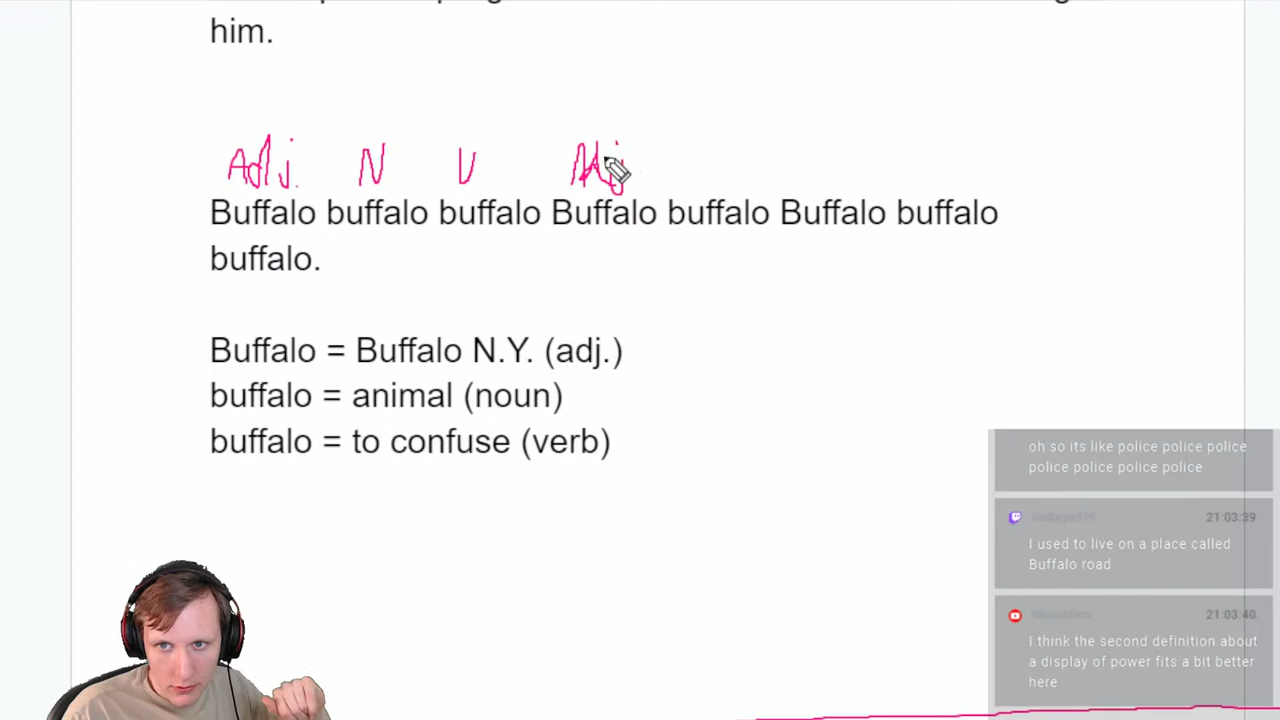 him.
Adj. N V Adj
Buffalo buffalo buffalo Buffalo buffalo Buffalo buffalo
buffalo.
Buffalo = Buffalo N.Y. (adj.)
buffalo = animal (noun)
buffalo = to confuse (verb)
oh so its like police police police
police police police police
21:03:39
I used to live on a place called
Buffalo road
21:03:40
I think the second definition about
a display of power fits a bit better
here